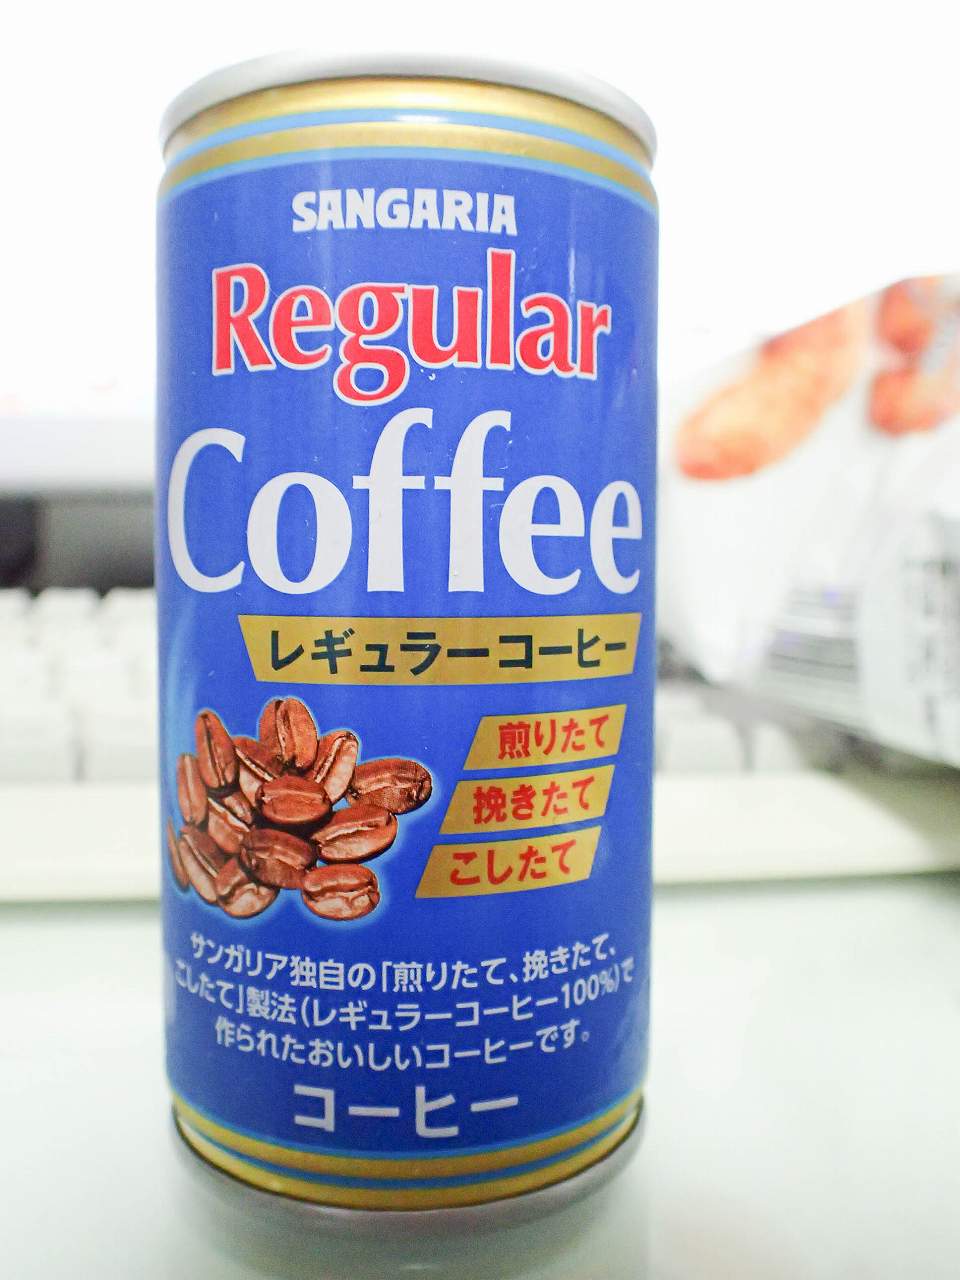 SANGARIA
Regular
Coffee
レギュラーコーヒー
煎りたて
挽きたて
こしたて
サンガリア独自の「煎りたて、挽きたて、
こしたて」製法(レギュラーコーヒー100%)で
作られたおいしいコーヒーです。
コーヒー